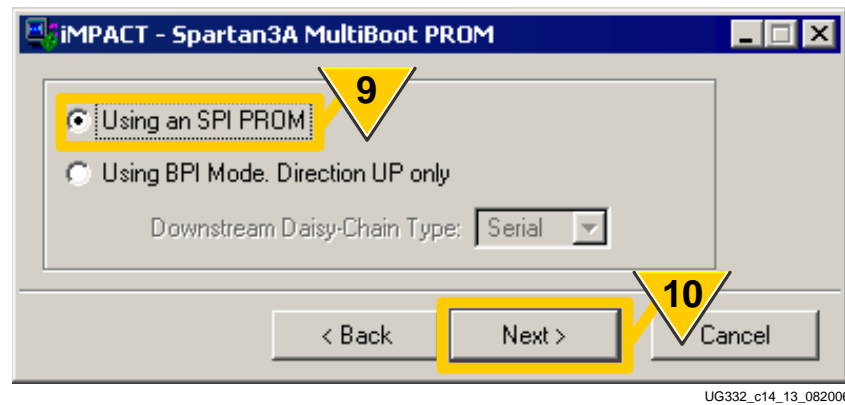 iMPACT - Spartan3A MultiBoot PROM
9
Using an SPI PROM
Using BPI Mode. Direction UP only
Downstream Daisy-Chain Type: Serial
10
< Back Next > Cancel
UG332_c14_13_082006